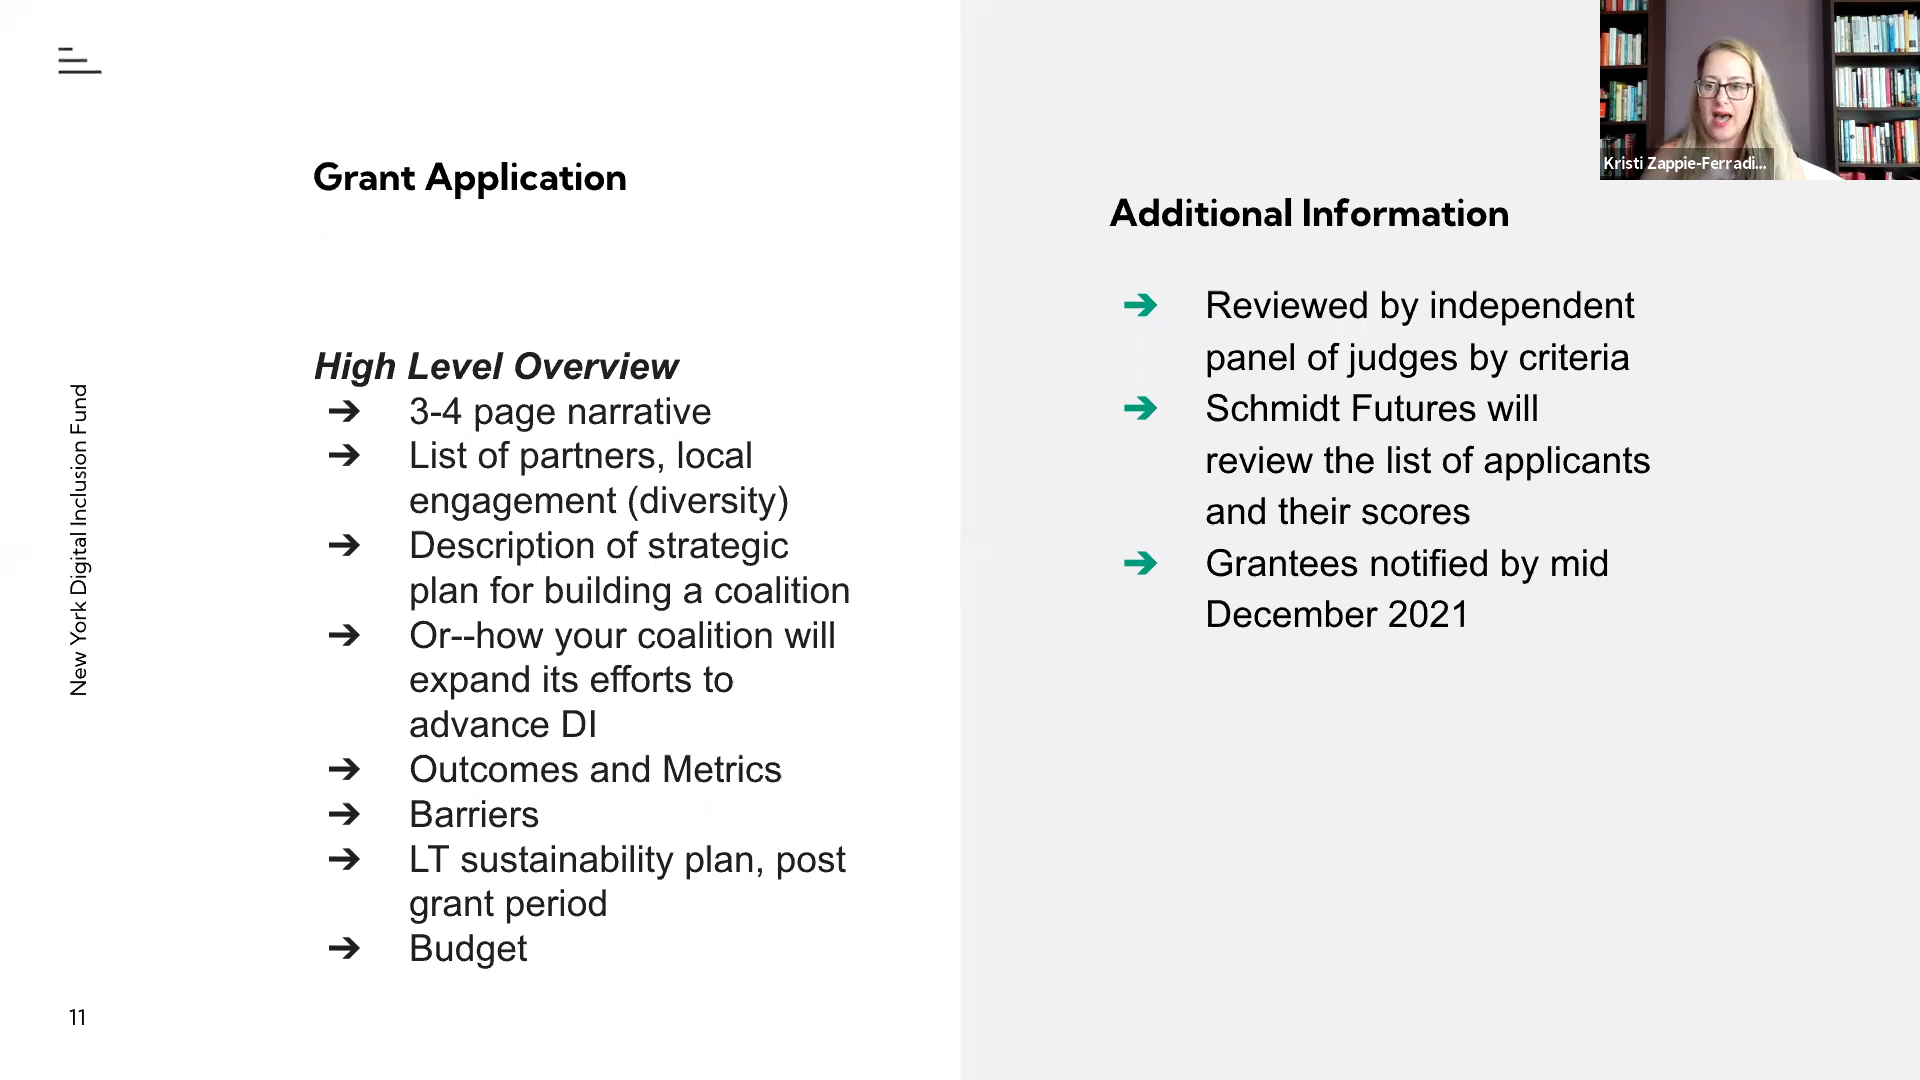 Grant Application
High Level Overview
➔ 3-4 page narrative
➔ List of partners, local
engagement (diversity)
➔ Description of strategic
plan for building a coalition
➔ Or--how your coalition will
expand its efforts to
advance DI
➔ Outcomes and Metrics
➔ Barriers
➔ LT sustainability plan, post
grant period
➔ Budget
Additional Information
➔ Reviewed by independent
panel of judges by criteria
➔ Schmidt Futures will
review the list of applicants
and their scores
➔ Grantees notified by mid
December 2021
Kristi Zappie-Ferradi...
New York Digital Inclusion Fund
11